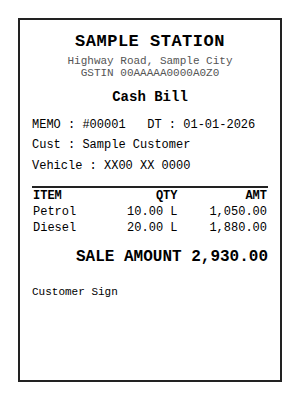 SAMPLE STATION
Highway Road, Sample City
GSTIN 00AAAAA0000A0Z0
Cash Bill
MEMO : #00001   DT : 01-01-2026
Cust : Sample Customer
Vehicle : XX00 XX 0000
ITEM QTY AMT
Petrol 10.00 L 1,050.00
Diesel 20.00 L 1,880.00
SALE AMOUNT 2,930.00
Customer Sign